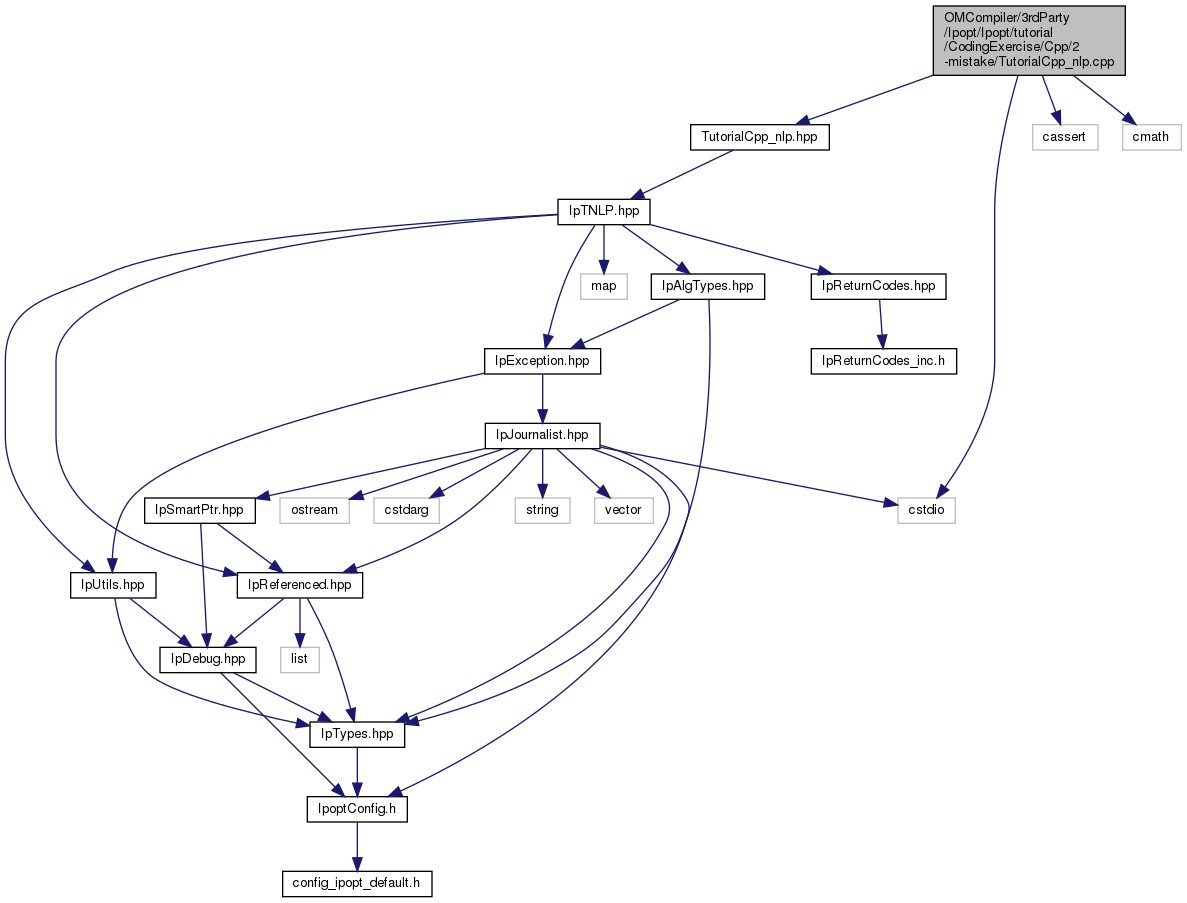 OMCompiler/3rdParty
/Ipopt/Ipopt/tutorial
/CodingExercise/Cpp/2
-mistake/TutorialCpp_nlp.cpp
TutorialCpp_nlp.hpp
cassert
cmath
IpTNLP.hpp
map
IpAlgTypes.hpp
IpReturnCodes.hpp
IpException.hpp
IpReturnCodes_inc.h
IpJournalist.hpp
IpSmartPtr.hpp
ostream
cstdarg
string
vector
cstdio
IpUtils.hpp
IpReferenced.hpp
IpDebug.hpp
list
IpTypes.hpp
IpoptConfig.h
config_ipopt_default.h